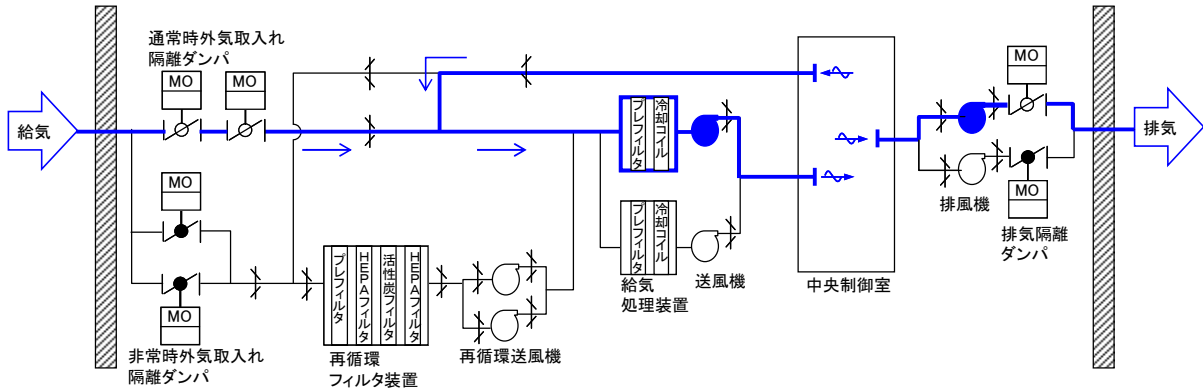 通常時外気取入れ
隔離ダンパ
MO
MO
給気
MO
MO
非常時外気取入れ
隔離ダンパ
プレフィルタ
HEPAフィルタ
活性炭フィルタ
HEPAフィルタ
再循環
フィルタ装置
再循環送風機
プレフィルタ
冷却コイル
プレフィルタ
冷却コイル
給気
処理装置
送風機
中央制御室
MO
排風機
MO
排気隔離
ダンパ
排気